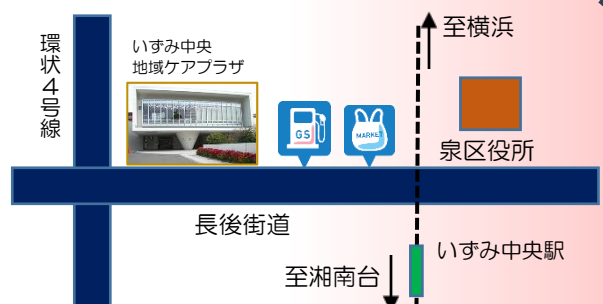 環状4号線
いずみ中央
地域ケアプラザ
GS
MARKET
至横浜
泉区役所
長後街道
いずみ中央駅
至湘南台